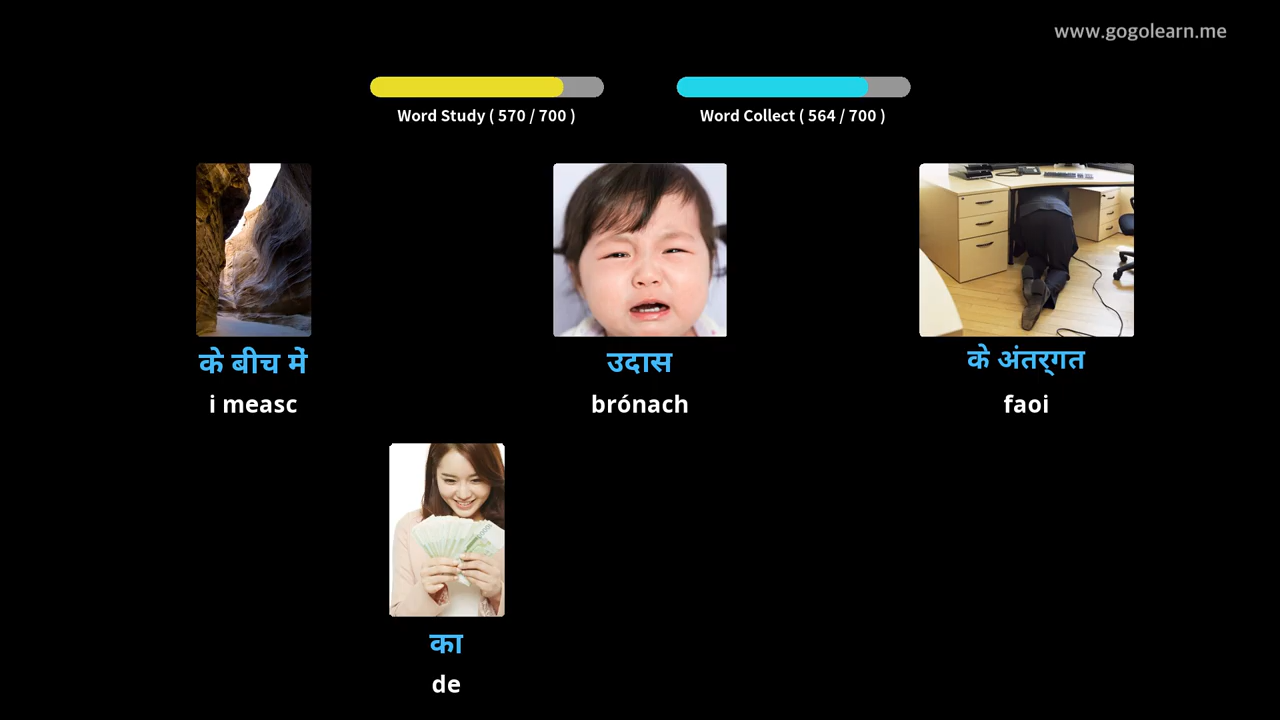 www.gogolearn.me
Word Study ( 570 / 700 )
Word Collect ( 564 / 700 )
के बीच में
i measc
उदास
brónach
के अंतर्गत
faoi
का
de